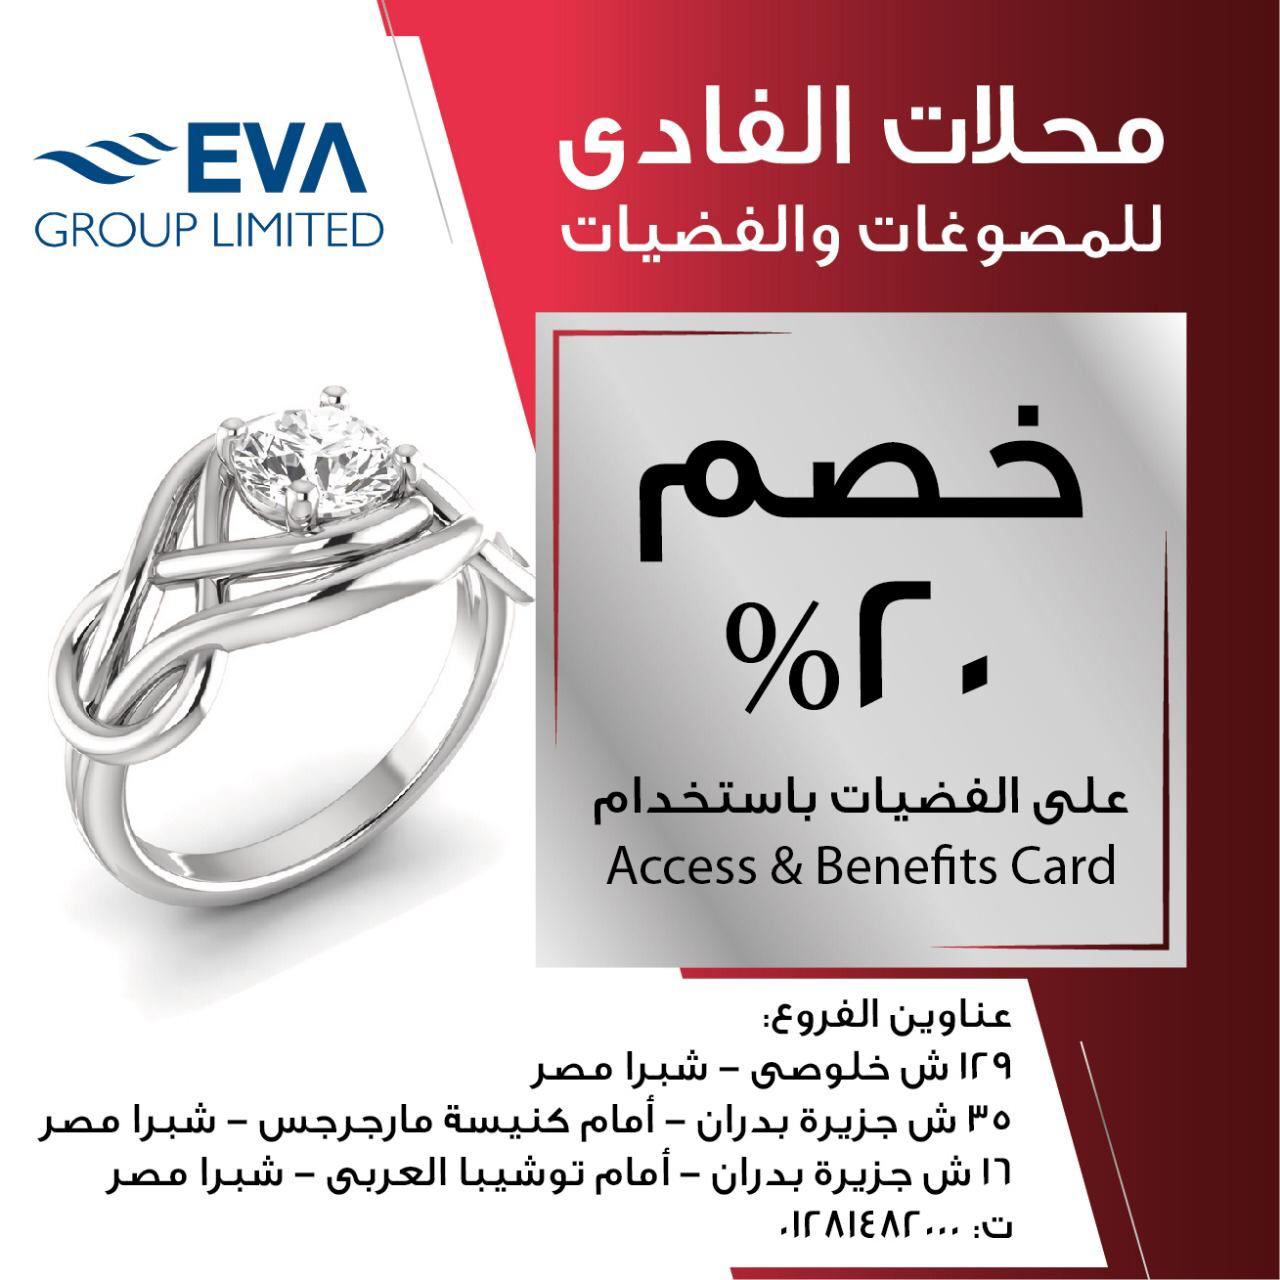 EVA
GROUP LIMITED
محلات الفادى
للمصوغات والفضيات
خصم
٢٠%
على الفضيات باستخدام
Access & Benefits Card
عناوين الفروع:
١٢٩ ش خلوصى – شبرا مصر
٣٥ ش جزيرة بدران – أمام كنيسة مارجرجس – شبرا مصر
١٦ ش جزيرة بدران – أمام توشيبا العربى – شبرا مصر
ت: ٠١٢٨١٤٨٢٠٠٠